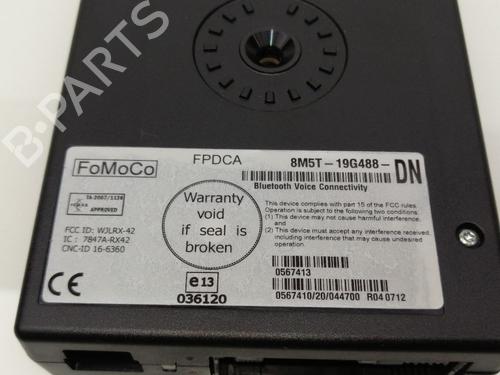 B-PARTS
FPDCA
8M5T-19G488-DN
FoMoCo
Bluetooth Voice Connectivity
TA-2007/1126
APPROVED
Warranty
void
if seal is
broken
This device complies with part 15 of the FCC rules.
Operation is subject to the following two conditions.
(1) This device may not cause harmful interference.
and
(2) This device must accept any interference received
including interference that may cause undesired
operation.
FCC ID: WJLRX-42
IC : 7847A-RX42
CNC-ID 16-6360
CE
e13
036120
0567413
0567410/20/044700 R04 0712